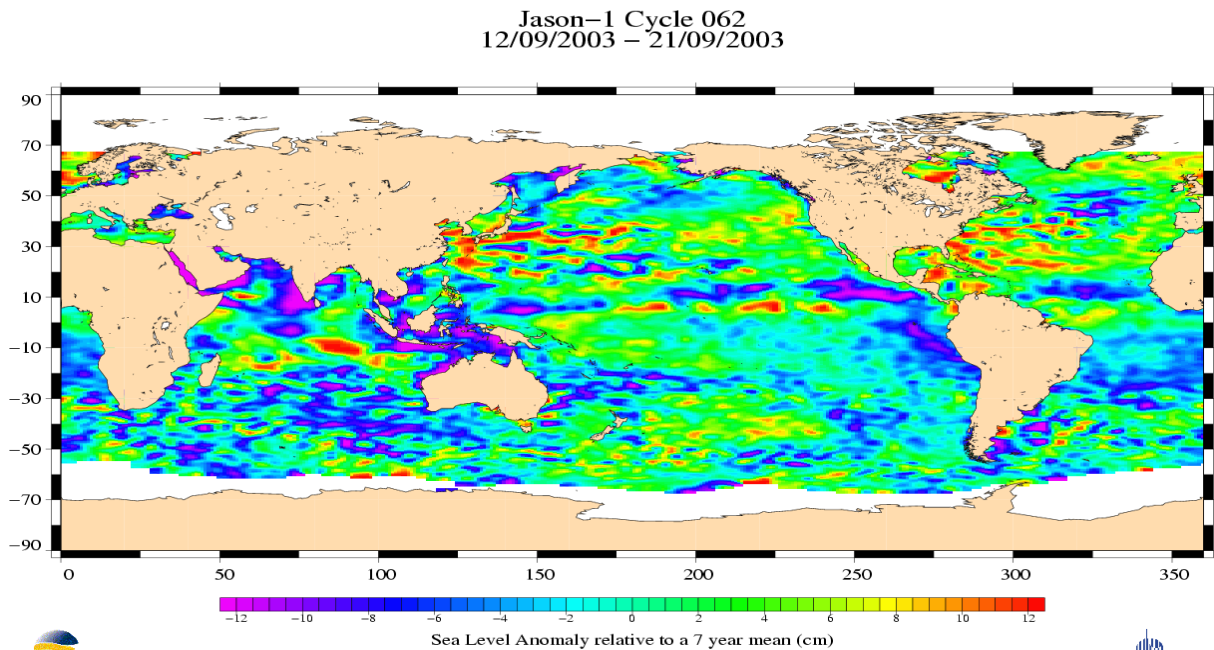 Jason−1 Cycle 062
12/09/2003 − 21/09/2003
90
70
50
30
10
−10
−30
−50
−70
−90
0 50 100 150 200 250 300 350
−12 −10 −8 −6 −4 −2 0 2 4 6 8 10 12
Sea Level Anomaly relative to a 7 year mean (cm)